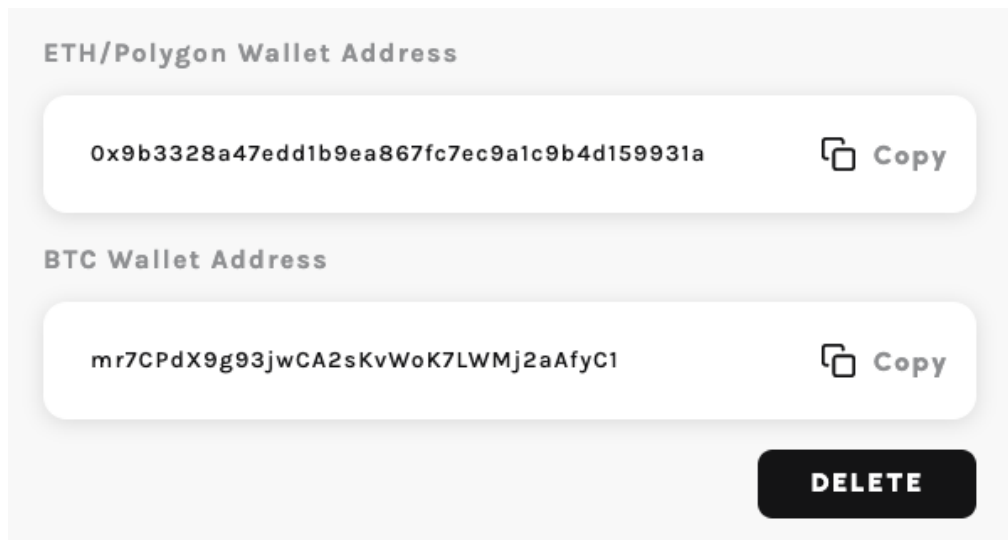 ETH/Polygon Wallet Address
0x9b3328a47edd1b9ea867fc7ec9a1c9b4d159931a
Copy
BTC Wallet Address
mr7CPdX9g93jwCA2sKvWoK7LWMj2aAfyC1
Copy
DELETE